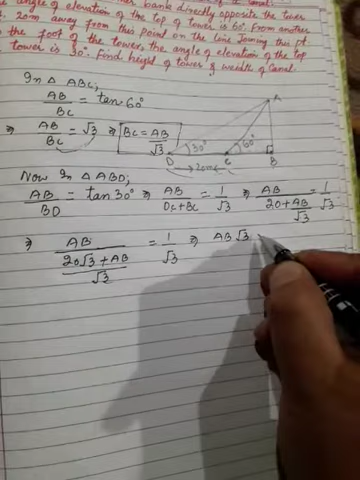 angle of elevation of the top of tower is 60° from another
20m away from this point on the line Joining this pt.
the foot of the tower, the angle of elevation of the top
tower is 30°. Find height of tower & width of Canal.
In △ ABC,
AB/BC = tan 60°
⇒ AB/BC = √3 ⇒ BC = AB/√3
A
30°
60°
D
C
B
20m
Now In △ ABD,
AB/BD = tan 30° ⇒ AB/(DC+BC) = 1/√3 ⇒ AB/(20+AB/√3) = 1/√3
⇒ AB/((20√3+AB)/√3) = 1/√3 ⇒ AB√3